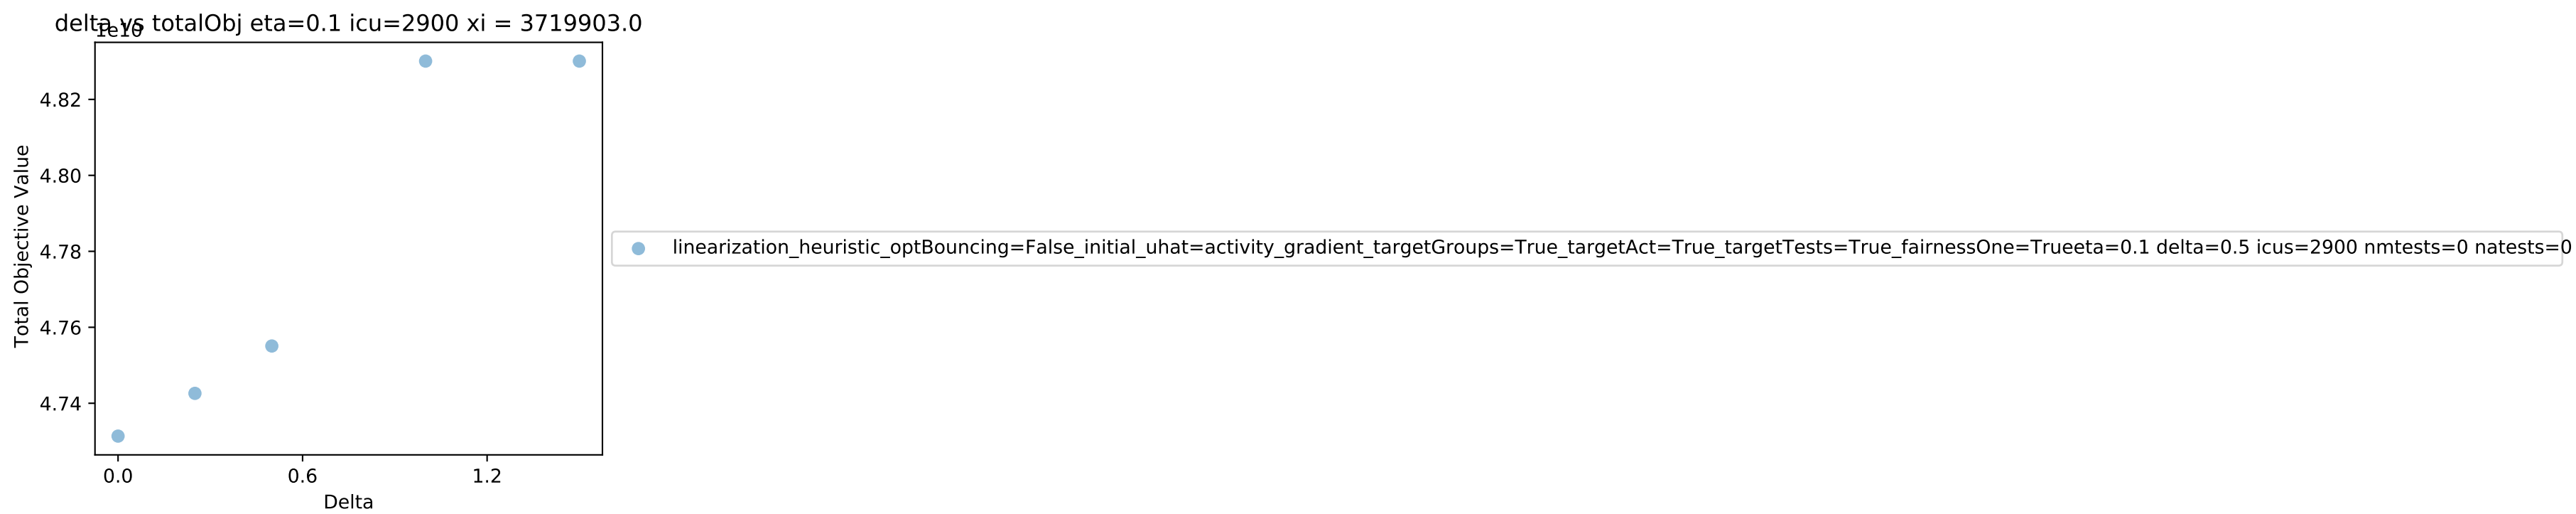 delta vs totalObj eta=0.1 icu=2900 xi = 3719903.0
1e10
4.82
4.80
4.78
4.76
4.74
Total Objective Value
0.0 0.6 1.2
Delta
linearization_heuristic_optBouncing=False_initial_uhat=activity_gradient_targetGroups=True_targetAct=True_targetTests=True_fairnessOne=Trueeta=0.1 delta=0.5 icus=2900 nmtests=0 natests=0